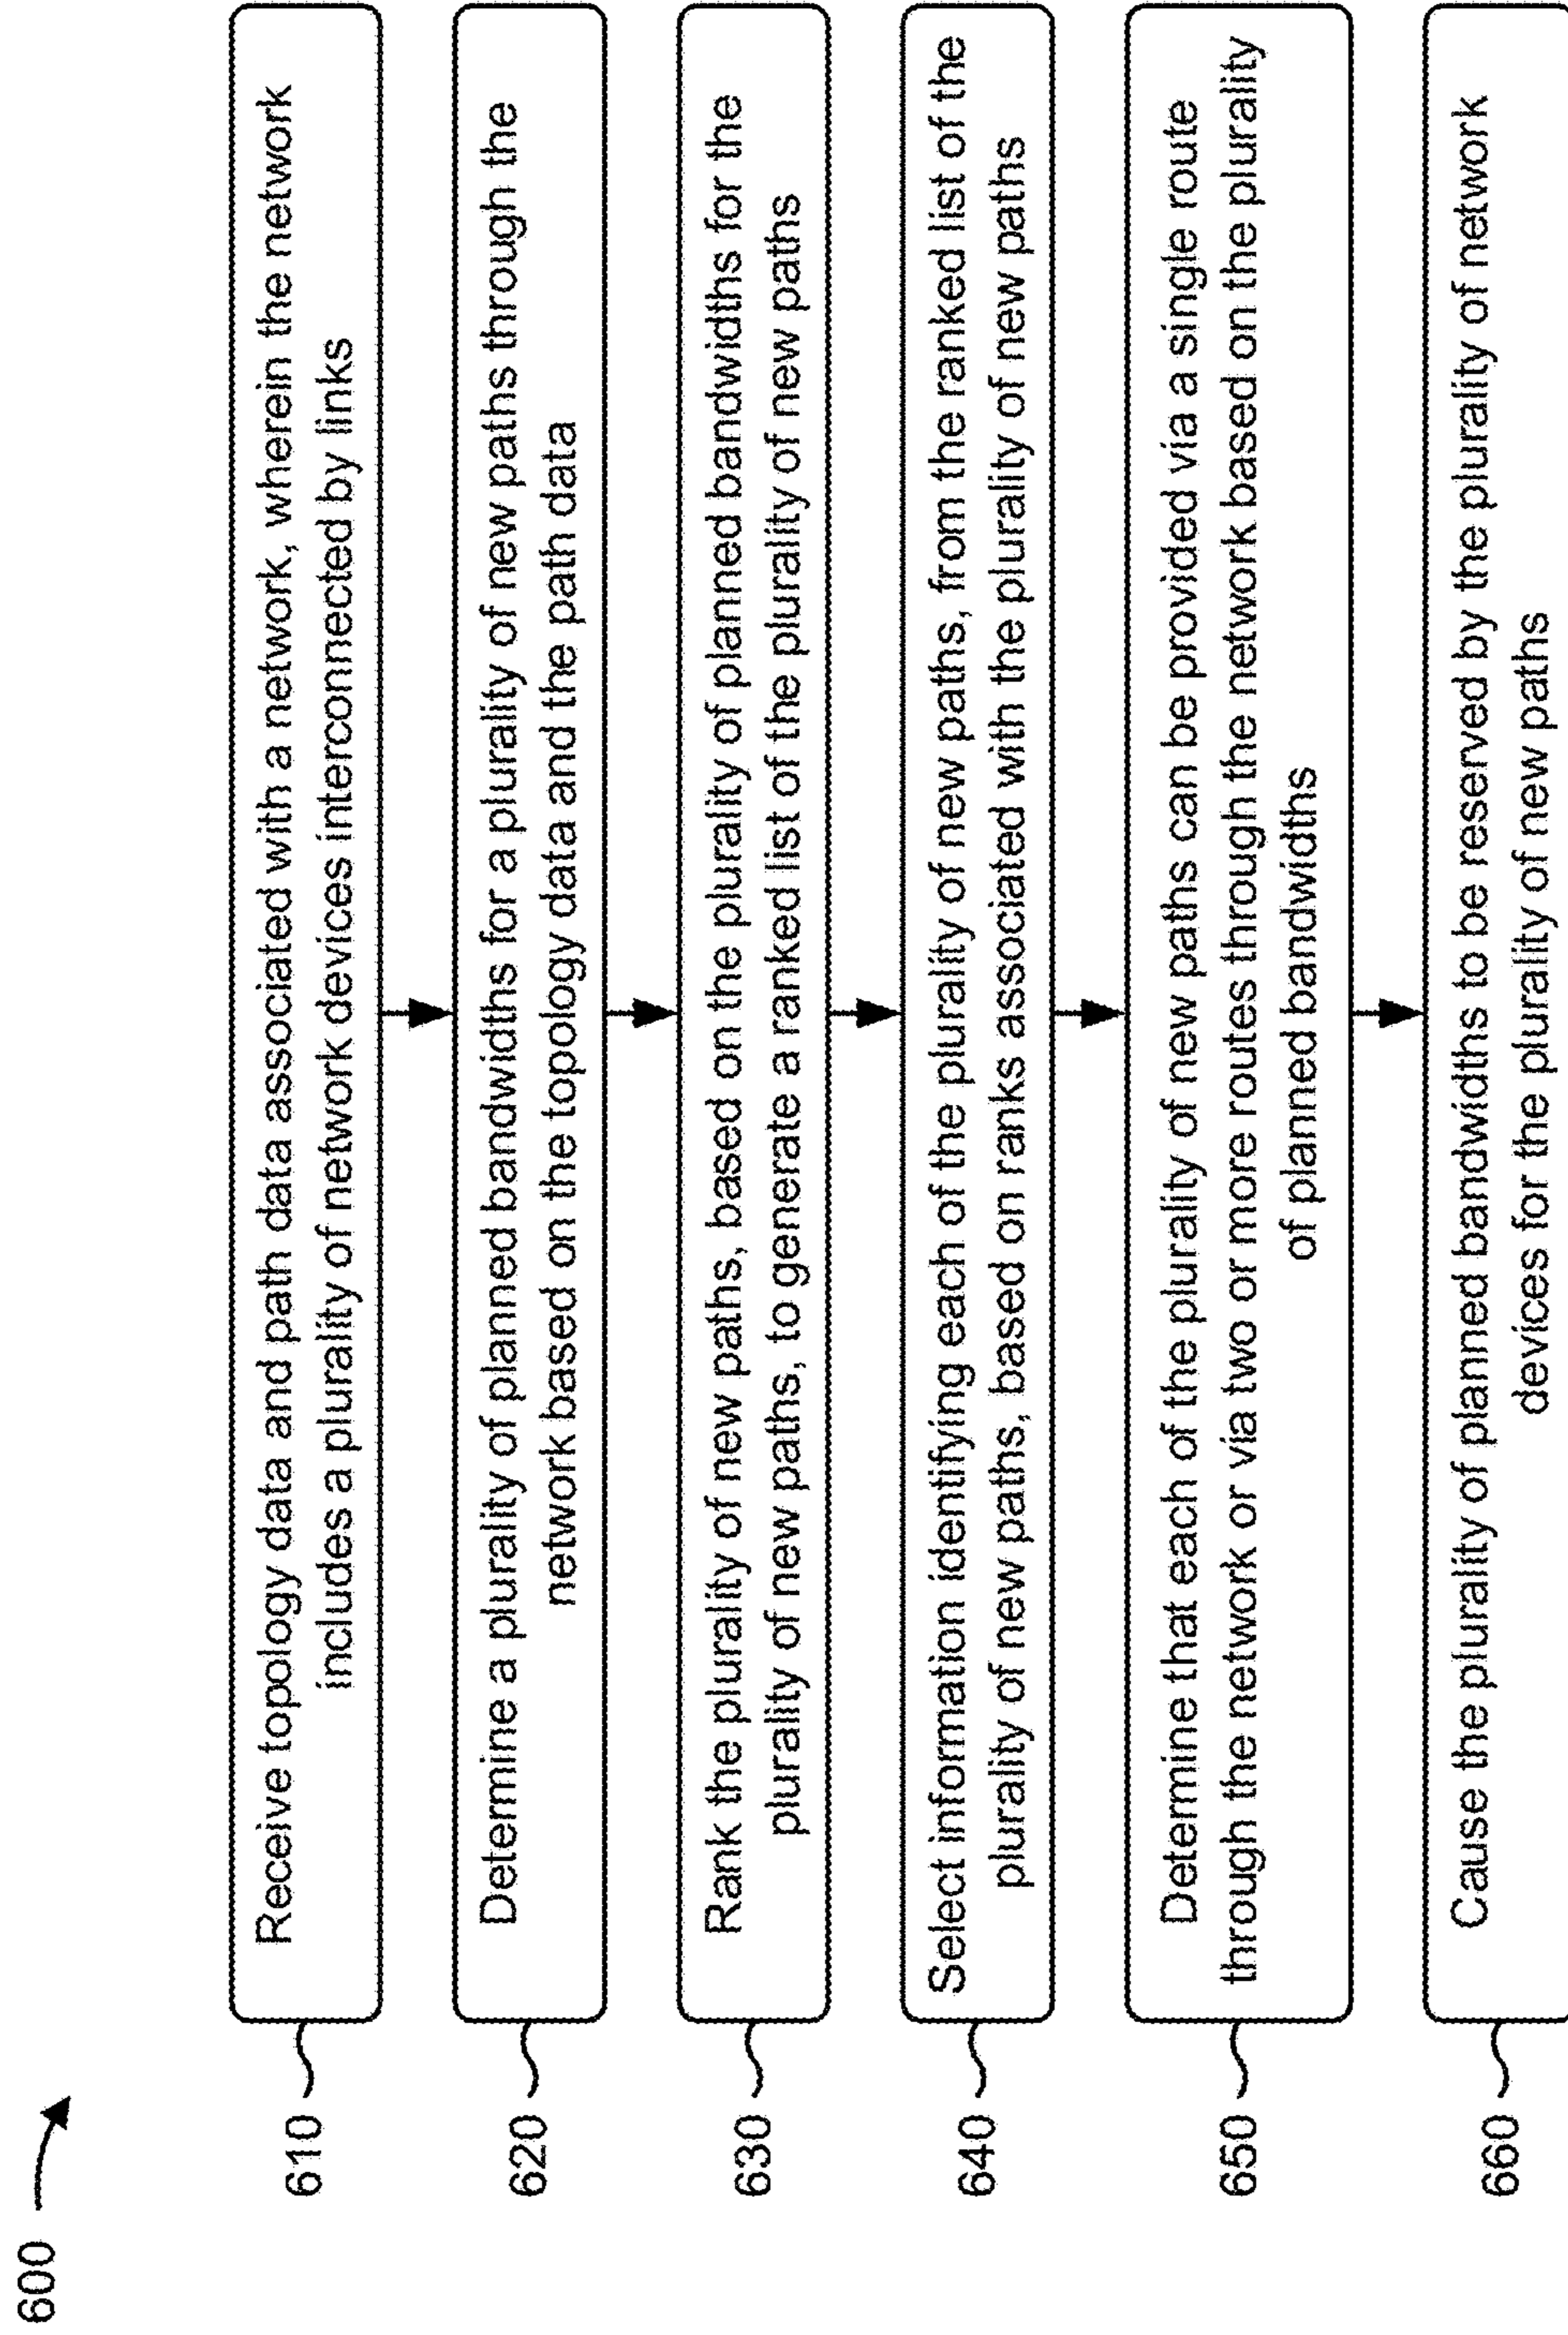 600
610
Receive topology data and path data associated with a network, wherein the network
includes a plurality of network devices interconnected by links
620
Determine a plurality of planned bandwidths for a plurality of new paths through the
network based on the topology data and the path data
630
Rank the plurality of new paths, based on the plurality of planned bandwidths for the
plurality of new paths, to generate a ranked list of the plurality of new paths
640
Select information identifying each of the plurality of new paths, from the ranked list of the
plurality of new paths, based on ranks associated with the plurality of new paths
650
Determine that each of the plurality of new paths can be provided via a single route
through the network or via two or more routes through the network based on the plurality
of planned bandwidths
660
Cause the plurality of planned bandwidths to be reserved by the plurality of network
devices for the plurality of new paths